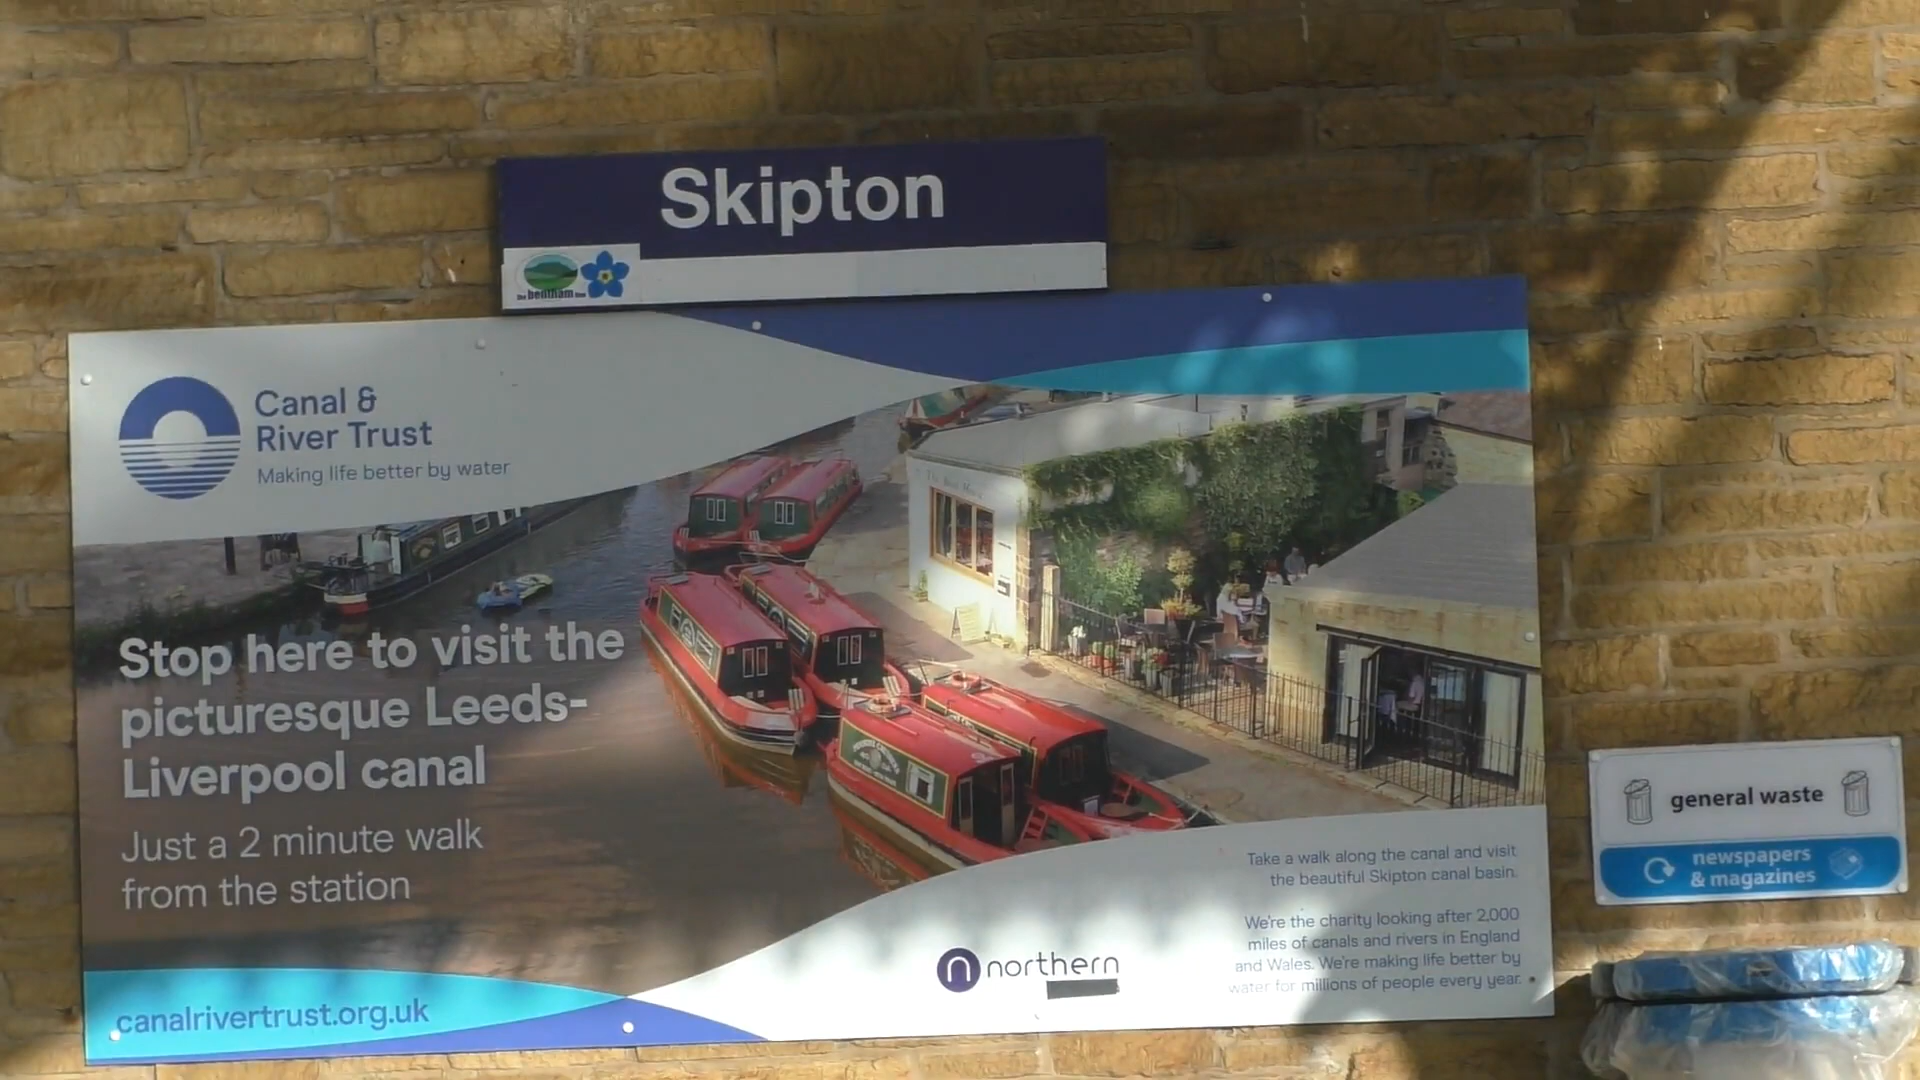 Skipton
the bentham line
Canal &
River Trust
Making life better by water
Stop here to visit the
picturesque Leeds-
Liverpool canal
Just a 2 minute walk
from the station
Take a walk along the canal and visit
the beautiful Skipton canal basin.
We're the charity looking after 2,000
miles of canals and rivers in England
and Wales. We're making life better by
water for millions of people every year.
northern
canalrivertrust.org.uk
general waste
newspapers
& magazines